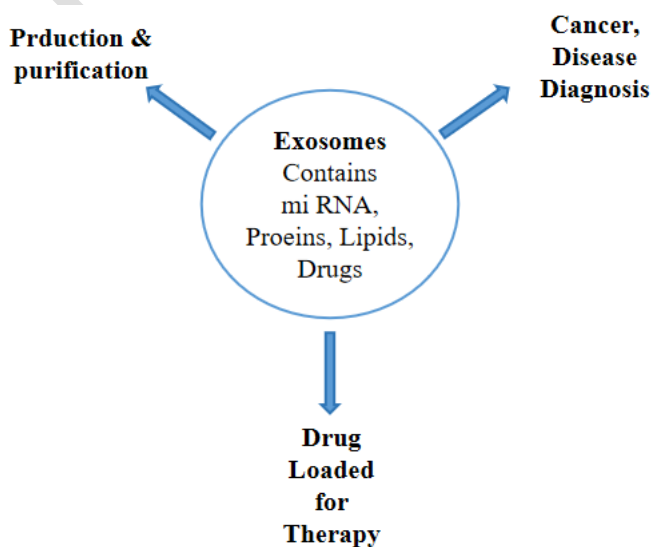 Prduction &
purification
Cancer,
Disease
Diagnosis
Exosomes
Contains
mi RNA,
Proeins, Lipids,
Drugs
Drug
Loaded
for
Therapy